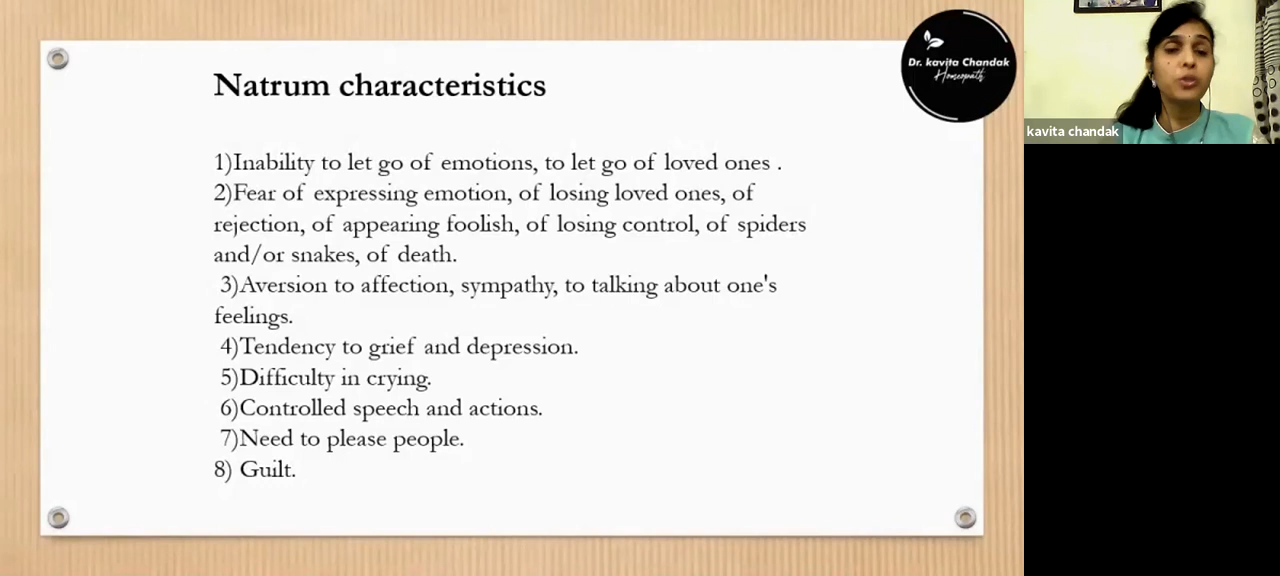 Natrum characteristics
Dr. kavita Chandak
Homeopath
kavita chandak
1)Inability to let go of emotions, to let go of loved ones .
2)Fear of expressing emotion, of losing loved ones, of
rejection, of appearing foolish, of losing control, of spiders
and/or snakes, of death.
3)Aversion to affection, sympathy, to talking about one's
feelings.
4)Tendency to grief and depression.
5)Difficulty in crying.
6)Controlled speech and actions.
7)Need to please people.
8) Guilt.